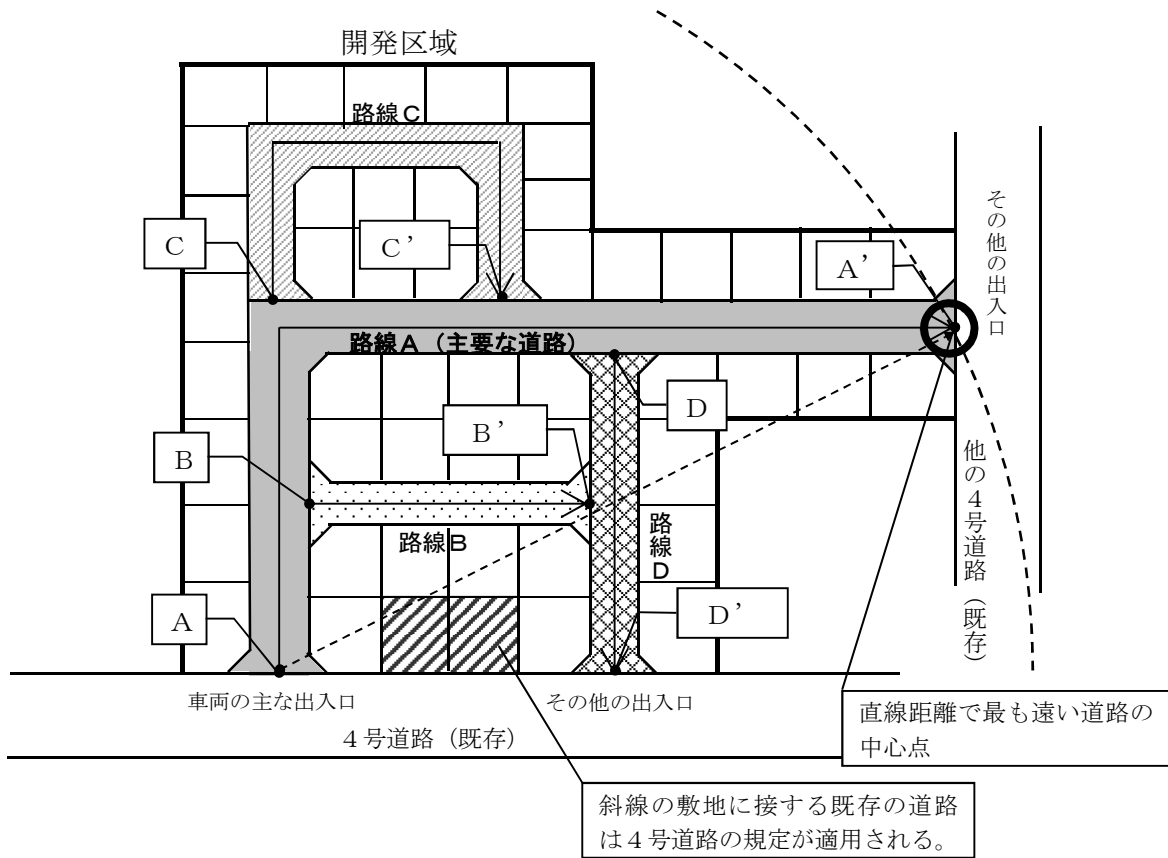 開発区域
路線C
C
C’
A’
その他の出入口
路線A（主要な道路）
D
B’
B
路線B
路線D
他の４号道路（既存）
A
D’
車両の主な出入口
その他の出入口
４号道路（既存）
直線距離で最も遠い道路の
中心点
斜線の敷地に接する既存の道路
は４号道路の規定が適用される。